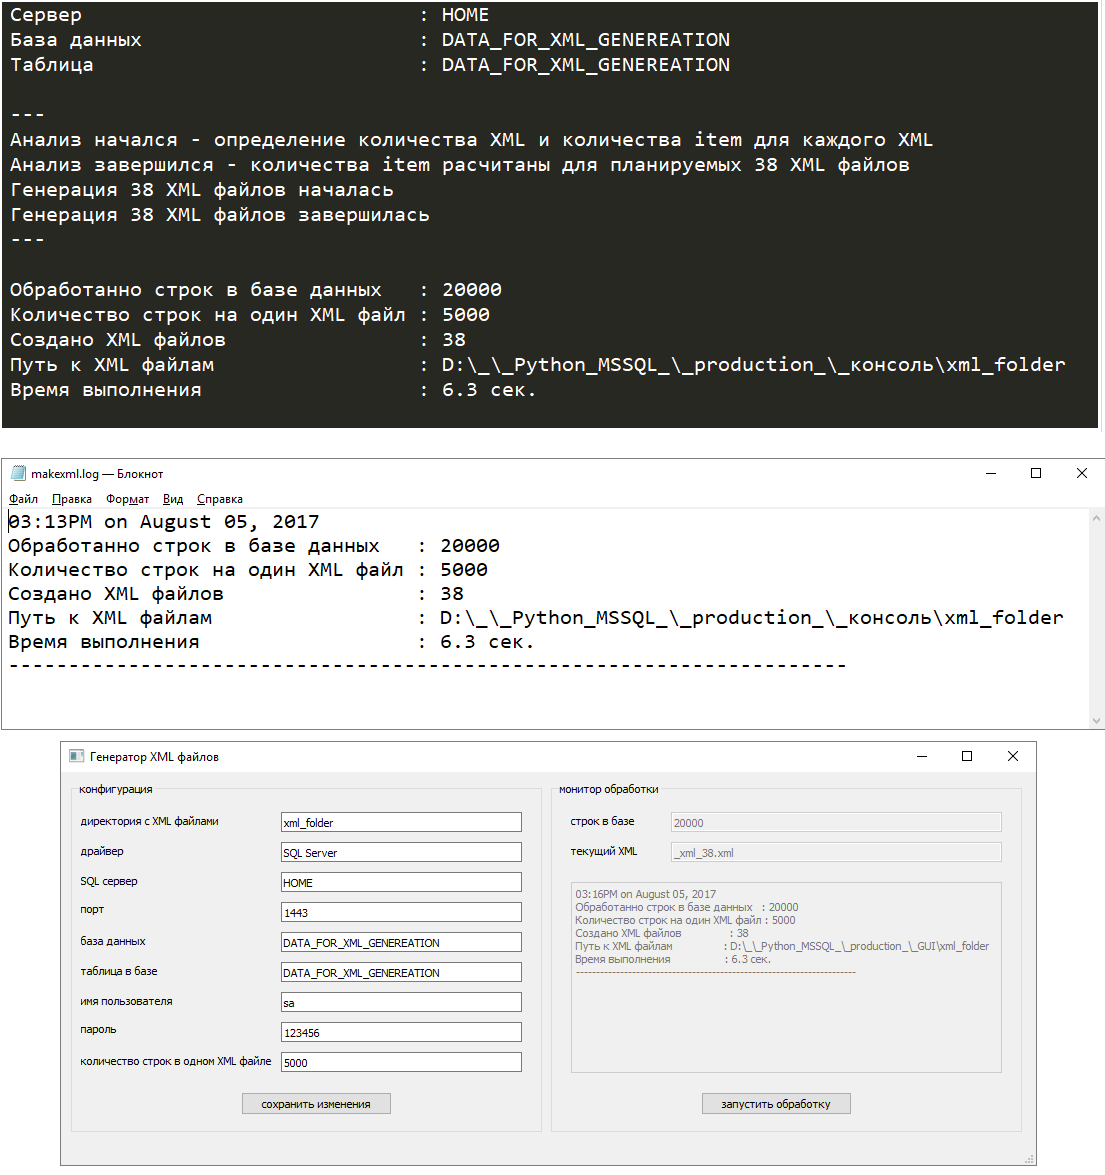 Сервер : HOME
База данных : DATA_FOR_XML_GENEREATION
Таблица : DATA_FOR_XML_GENEREATION
---
Анализ начался - определение количества XML и количества item для каждого XML
Анализ завершился - количества item расчитаны для планируемых 38 XML файлов
Генерация 38 XML файлов началась
Генерация 38 XML файлов завершилась
---
Обработанно строк в базе данных : 20000
Количество строк на один XML файл : 5000
Создано XML файлов : 38
Путь к XML файлам : D:\_\_Python_MSSQL_\_production_\_консоль\xml_folder
Время выполнения : 6.3 сек.
makexml.log — Блокнот
Файл Правка Формат Вид Справка
03:13PM on August 05, 2017
Обработанно строк в базе данных : 20000
Количество строк на один XML файл : 5000
Создано XML файлов : 38
Путь к XML файлам : D:\_\_Python_MSSQL_\_production_\_консоль\xml_folder
Время выполнения : 6.3 сек.
----------------------------------------------------------------------
Генератор XML файлов
конфигурация
директория с XML файлами xml_folder
драйвер SQL Server
SQL сервер HOME
порт 1443
база данных DATA_FOR_XML_GENEREATION
таблица в базе DATA_FOR_XML_GENEREATION
имя пользователя sa
пароль 123456
количество строк в одном XML файле 5000
сохранить изменения
монитор обработки
строк в базе 20000
текущий XML _xml_38.xml
03:16PM on August 05, 2017
Обработанно строк в базе данных : 20000
Количество строк на один XML файл : 5000
Создано XML файлов : 38
Путь к XML файлам : D:\_\_Python_MSSQL_\_production_\_GUI\xml_folder
Время выполнения : 6.3 сек.
----------------------------------------------------------------------
запустить обработку